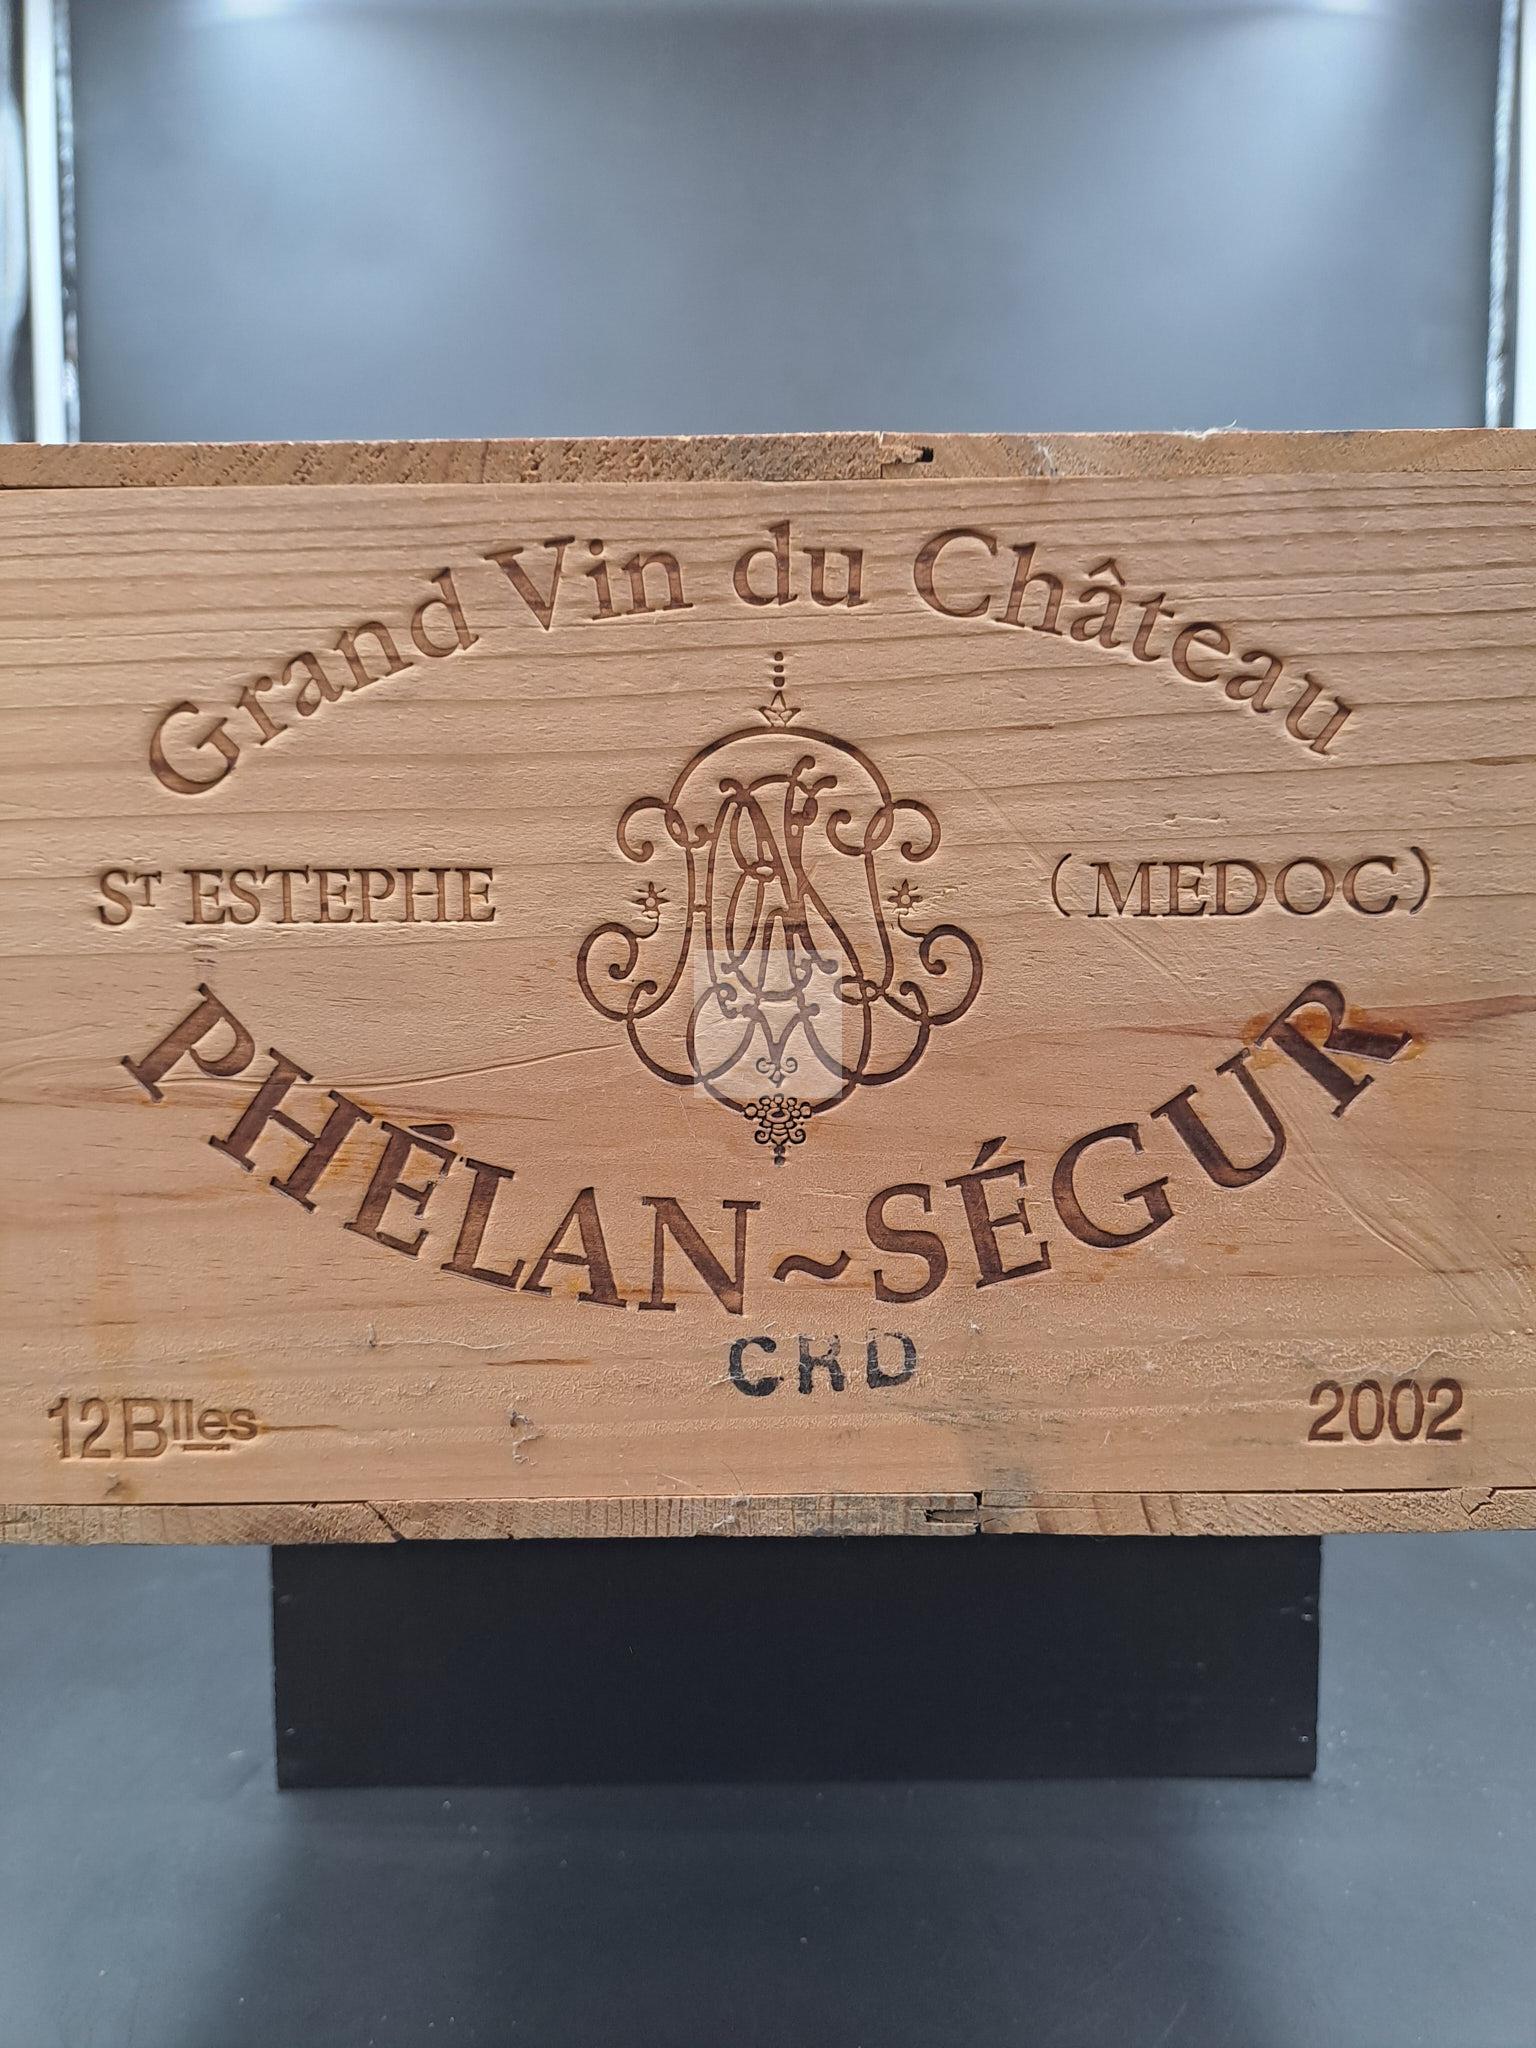 Grand Vin du Château
ST ESTEPHE
(MEDOC)
PHÉLAN~SÉGUR
CRD
12 Blles
2002